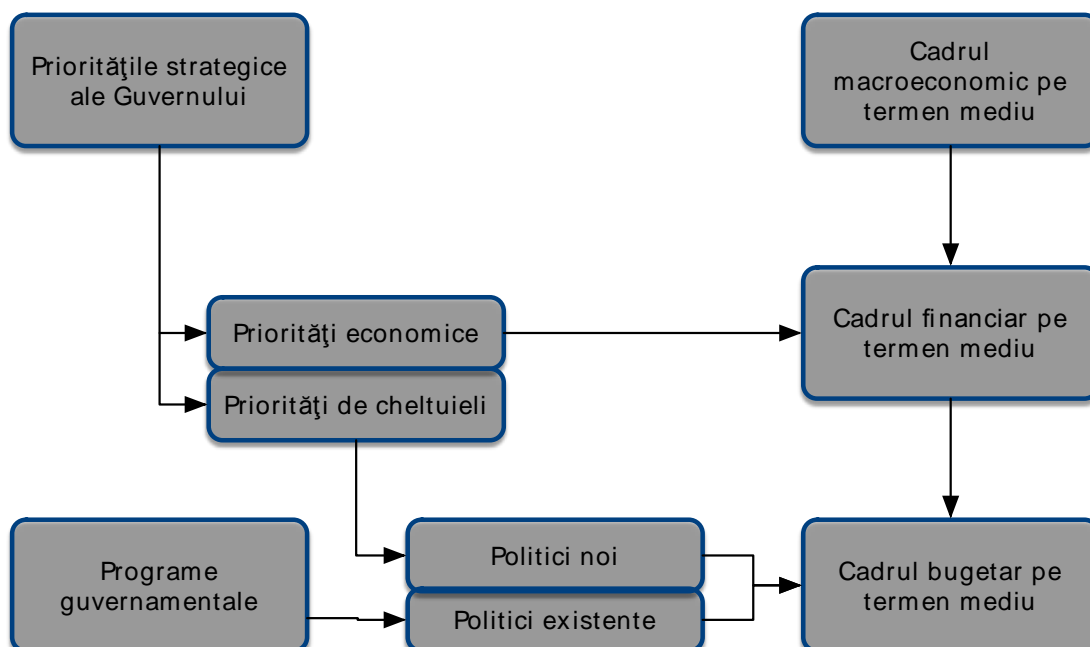 Priorităţile strategice
ale Guvernului
Cadrul
macroeconomic pe
termen mediu
Priorităţi economice
Cadrul financiar pe
termen mediu
Priorităţi de cheltuieli
Programe
guvernamentale
Politici noi
Politici existente
Cadrul bugetar pe
termen mediu